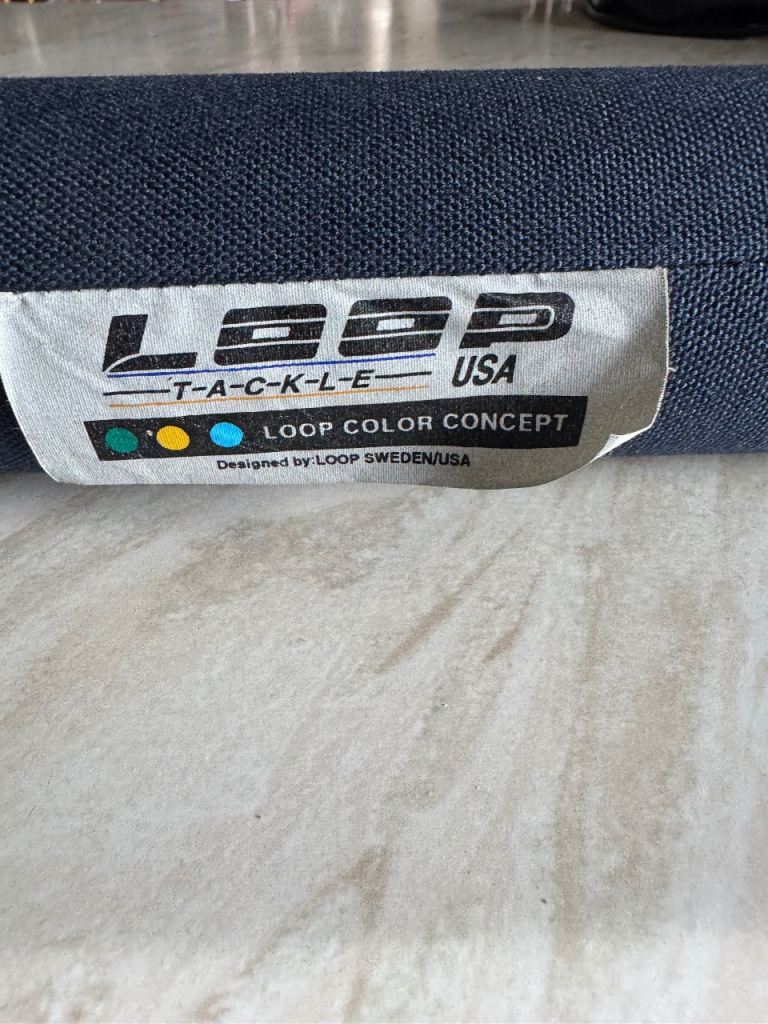 LOOP
T-A-C-K-L-E USA
LOOP COLOR CONCEPT
Designed by:LOOP SWEDEN/USA